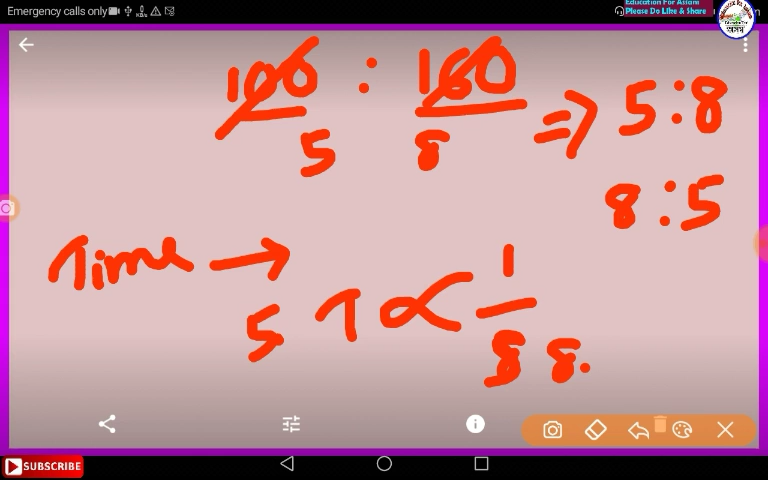 Emergency calls only
Education For Assam
Please Do Like & Share
100 : 160 => 5:8
5 8
8:5
Time →
5 T ∝ 1
8 8.
SUBSCRIBE